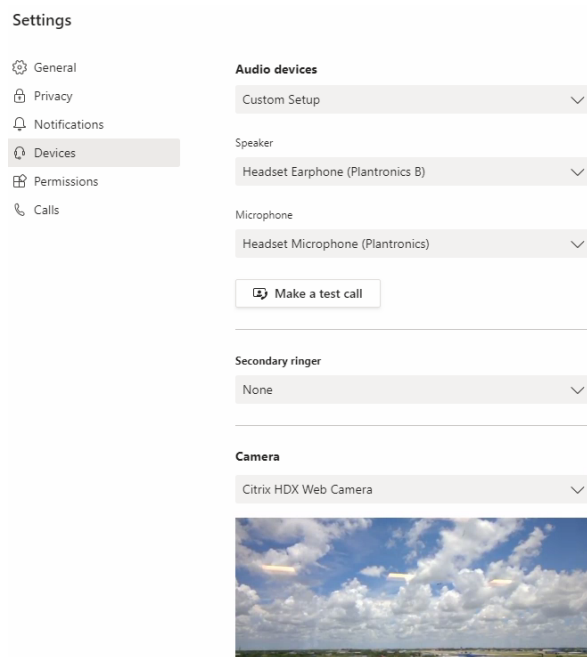 Settings
General
Privacy
Notifications
Devices
Permissions
Calls
Audio devices
Custom Setup
Speaker
Headset Earphone (Plantronics B)
Microphone
Headset Microphone (Plantronics)
Make a test call
Secondary ringer
None
Camera
Citrix HDX Web Camera